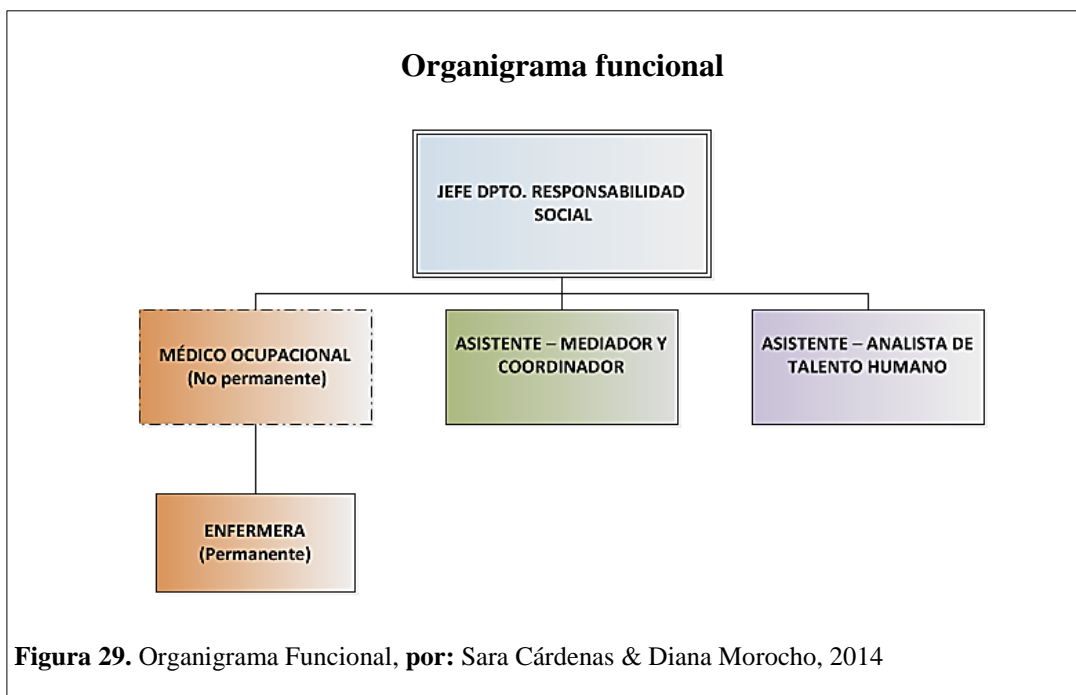 Organigrama funcional
JEFE DPTO. RESPONSABILIDAD
SOCIAL
MÉDICO OCUPACIONAL
(No permanente)
ASISTENTE – MEDIADOR Y
COORDINADOR
ASISTENTE – ANALISTA DE
TALENTO HUMANO
ENFERMERA
(Permanente)
Figura 29. Organigrama Funcional, por: Sara Cárdenas & Diana Morocho, 2014